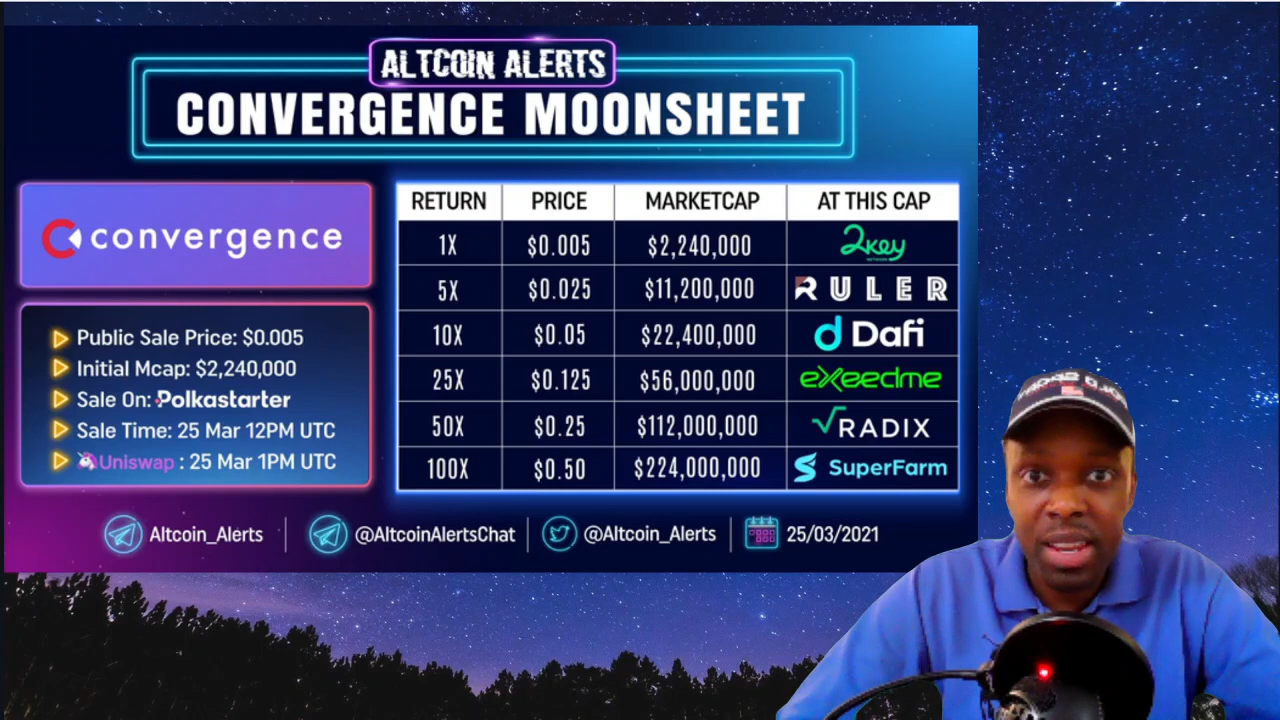 ALTCOIN ALERTS
CONVERGENCE MOONSHEET
convergence
Public Sale Price: $0.005
Initial Mcap: $2,240,000
Sale On: Polkastarter
Sale Time: 25 Mar 12PM UTC
Uniswap : 25 Mar 1PM UTC
RETURN PRICE MARKETCAP AT THIS CAP
1X $0.005 $2,240,000 2key NETWORK
5X $0.025 $11,200,000 RULER
10X $0.05 $22,400,000 Dafi
25X $0.125 $56,000,000 eXeedme
50X $0.25 $112,000,000 RADIX
100X $0.50 $224,000,000 SuperFarm
Altcoin_Alerts @AltcoinAlertsChat @Altcoin_Alerts 25/03/2021